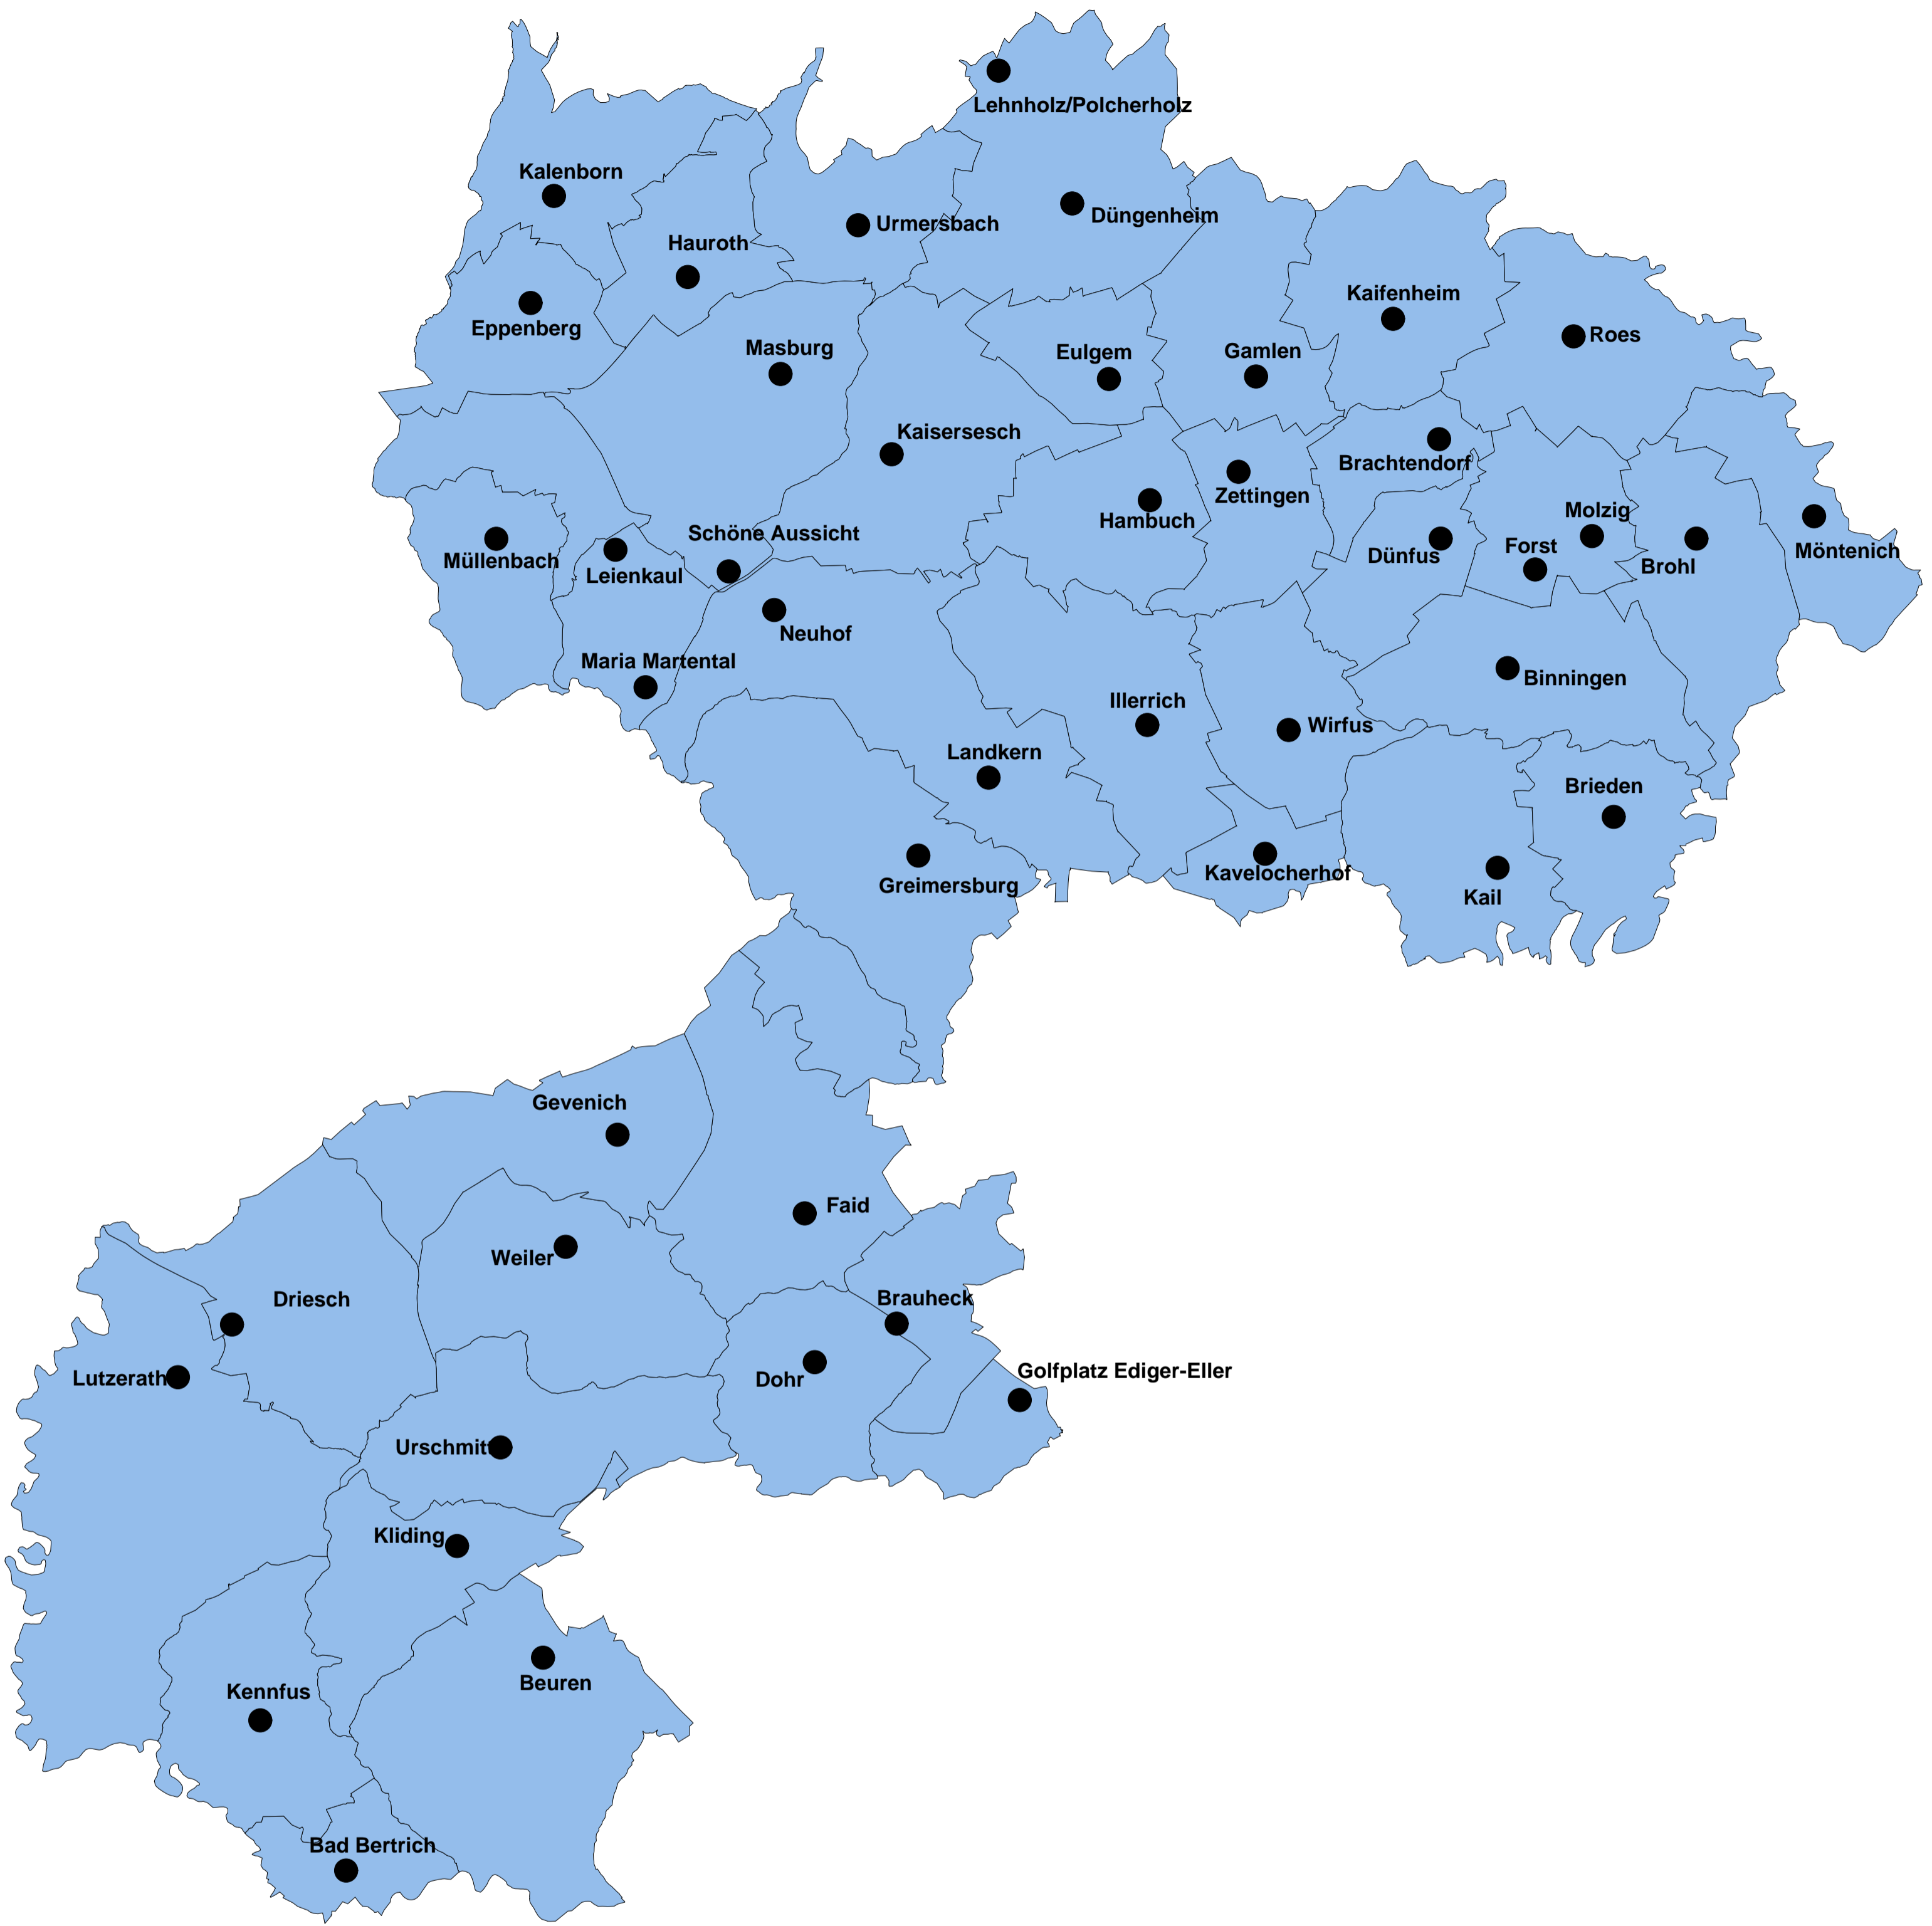 Lehnholz/Polcherholz
Kalenborn
Düngenheim
Urmersbach
Hauroth
Kaifenheim
Eppenberg
Roes
Masburg
Eulgem
Gamlen
Kaisersesch
Brachtendorf
Zettingen
Molzig
Hambuch
Schöne Aussicht
Forst
Möntenich
Dünfus
Müllenbach
Brohl
Leienkaul
Neuhof
Maria Martental
Binningen
Illerrich
Wirfus
Landkern
Brieden
Kavelocherhof
Greimersburg
Kail
Gevenich
Faid
Weiler
Driesch
Brauheck
Golfplatz Ediger-Eller
Lutzerath
Dohr
Urschmitt
Kliding
Beuren
Kennfus
Bad Bertrich